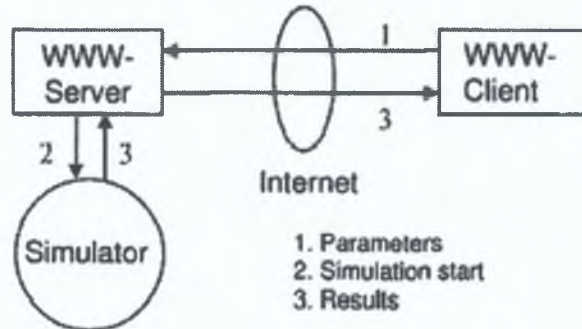 WWW-
Server
1
WWW-
Client
3
2
3
Internet
Simulator
1. Parameters
2. Simulation start
3. Results